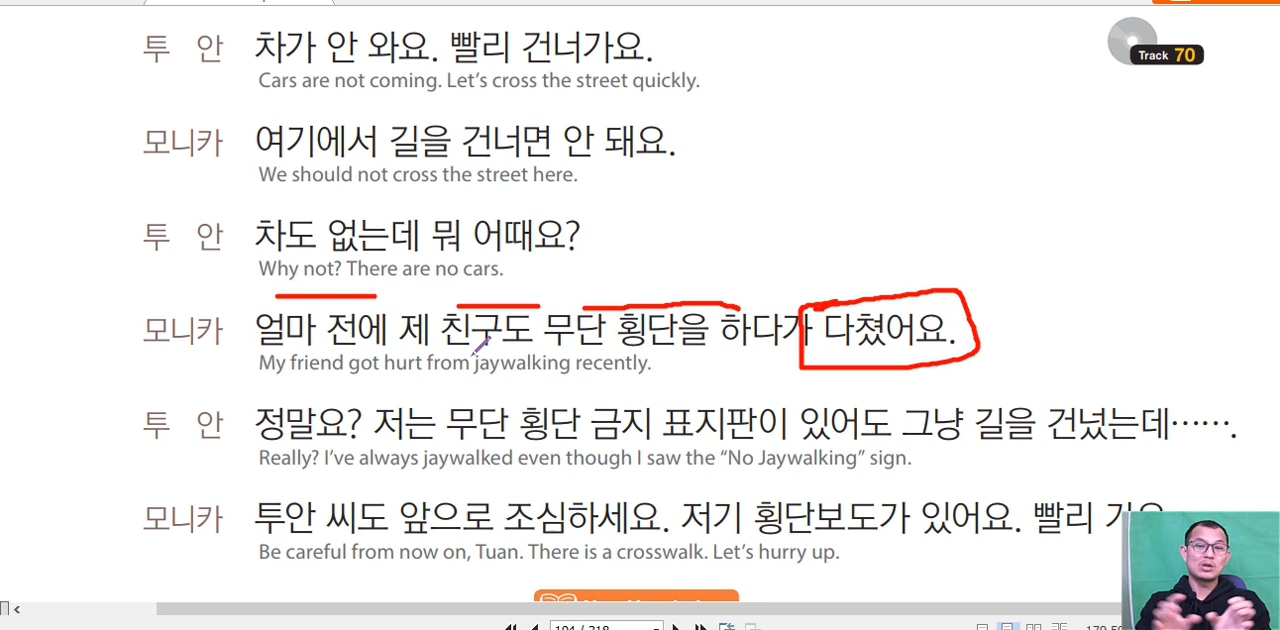 투 안 차가 안 와요. 빨리 건너가요.
Cars are not coming. Let's cross the street quickly.
Track 70
모니카 여기에서 길을 건너면 안 돼요.
We should not cross the street here.
투 안 차도 없는데 뭐 어때요?
Why not? There are no cars.
모니카 얼마 전에 제 친구도 무단 횡단을 하다가 다쳤어요.
My friend got hurt from jaywalking recently.
투 안 정말요? 저는 무단 횡단 금지 표지판이 있어도 그냥 길을 건넜는데…….
Really? I've always jaywalked even though I saw the “No Jaywalking” sign.
모니카 투안 씨도 앞으로 조심하세요. 저기 횡단보도가 있어요. 빨리
Be careful from now on, Tuan. There is a crosswalk. Let's hurry up.